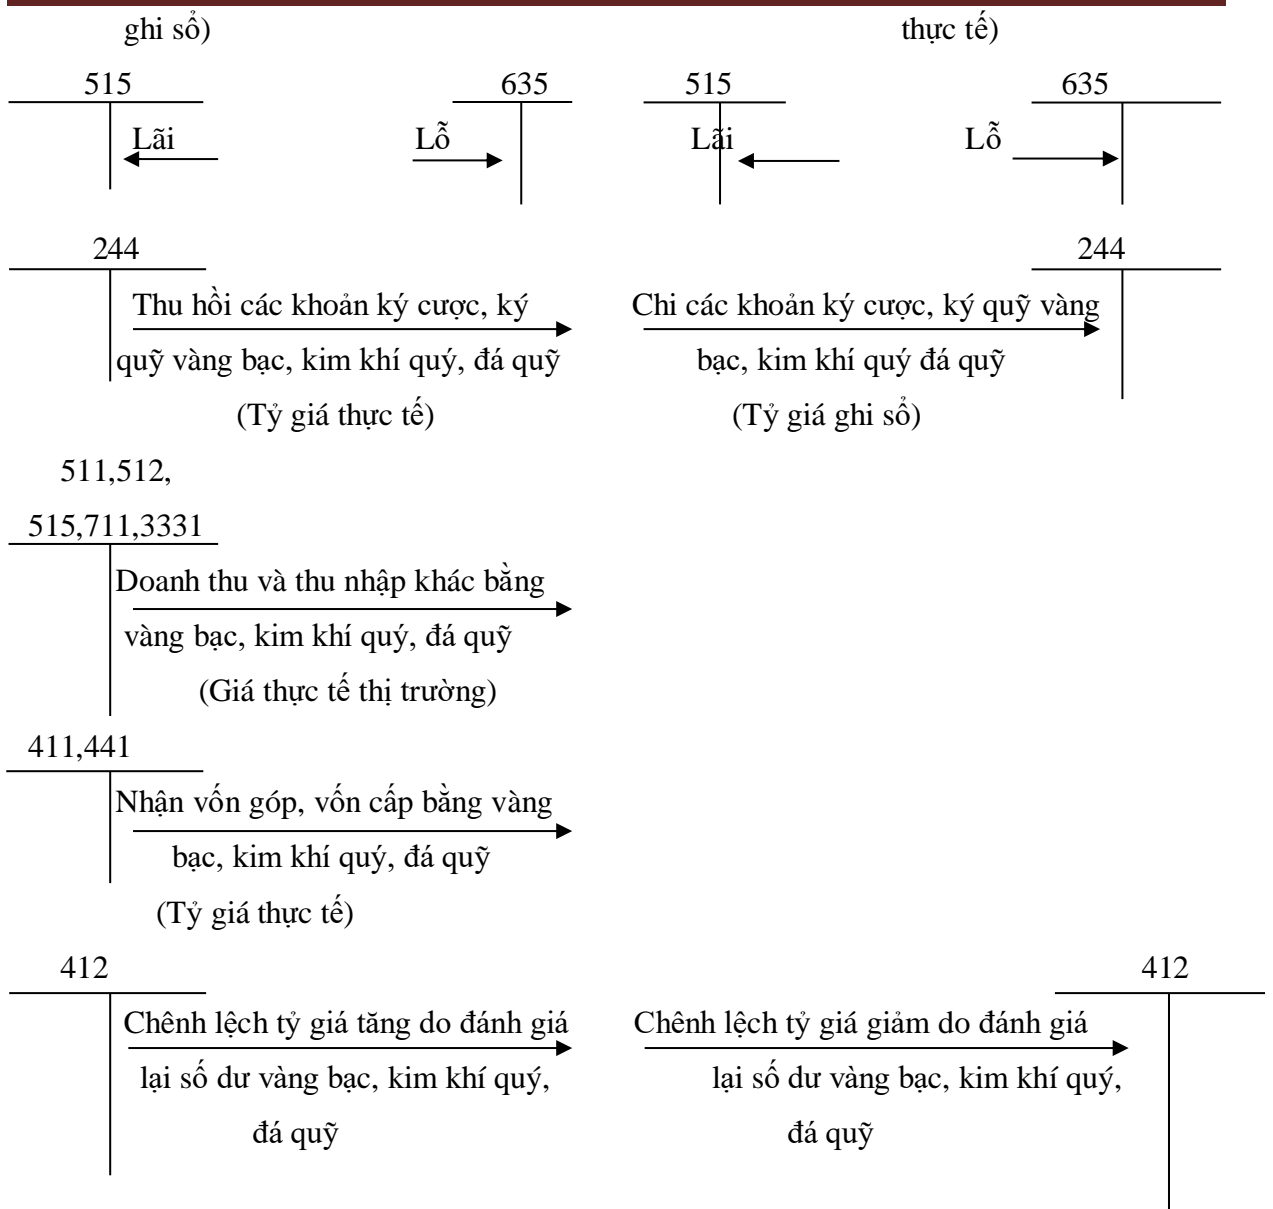 ghi sổ) thực tế)
515 635 515 635
Lãi Lỗ Lãi Lỗ
244 244
Thu hồi các khoản ký cược, ký Chi các khoản ký cược, ký quỹ vàng
quỹ vàng bạc, kim khí quý, đá quỹ bạc, kim khí quý đá quỹ
(Tỷ giá thực tế) (Tỷ giá ghi sổ)
511,512,
515,711,3331
Doanh thu và thu nhập khác bằng
vàng bạc, kim khí quý, đá quỹ
(Giá thực tế thị trường)
411,441
Nhận vốn góp, vốn cấp bằng vàng
bạc, kim khí quý, đá quỹ
(Tỷ giá thực tế)
412 412
Chênh lệch tỷ giá tăng do đánh giá Chênh lệch tỷ giá giảm do đánh giá
lại số dư vàng bạc, kim khí quý, lại số dư vàng bạc, kim khí quý,
đá quỹ đá quỹ